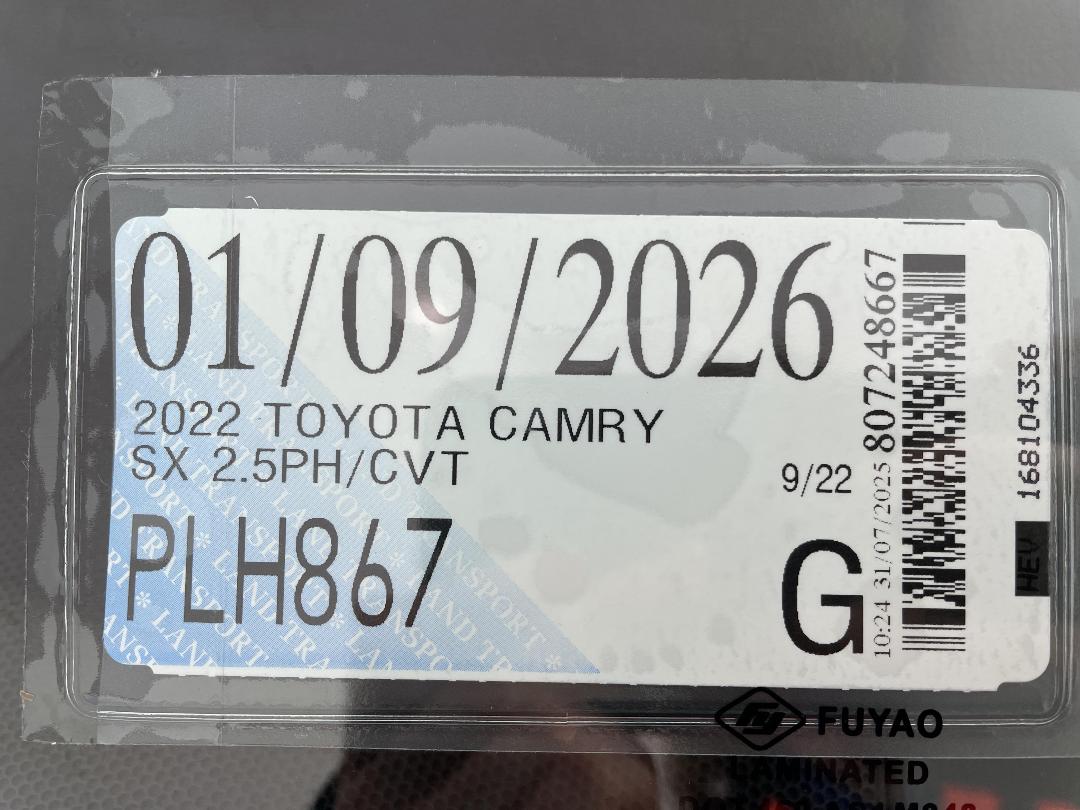 01/09/2026
2022 TOYOTA CAMRY
SX 2.5PH/CVT
9/22
PLH867
G
10:24 31/07/2025 807248667
168104336
HEV
FUYAO
LAMINATED